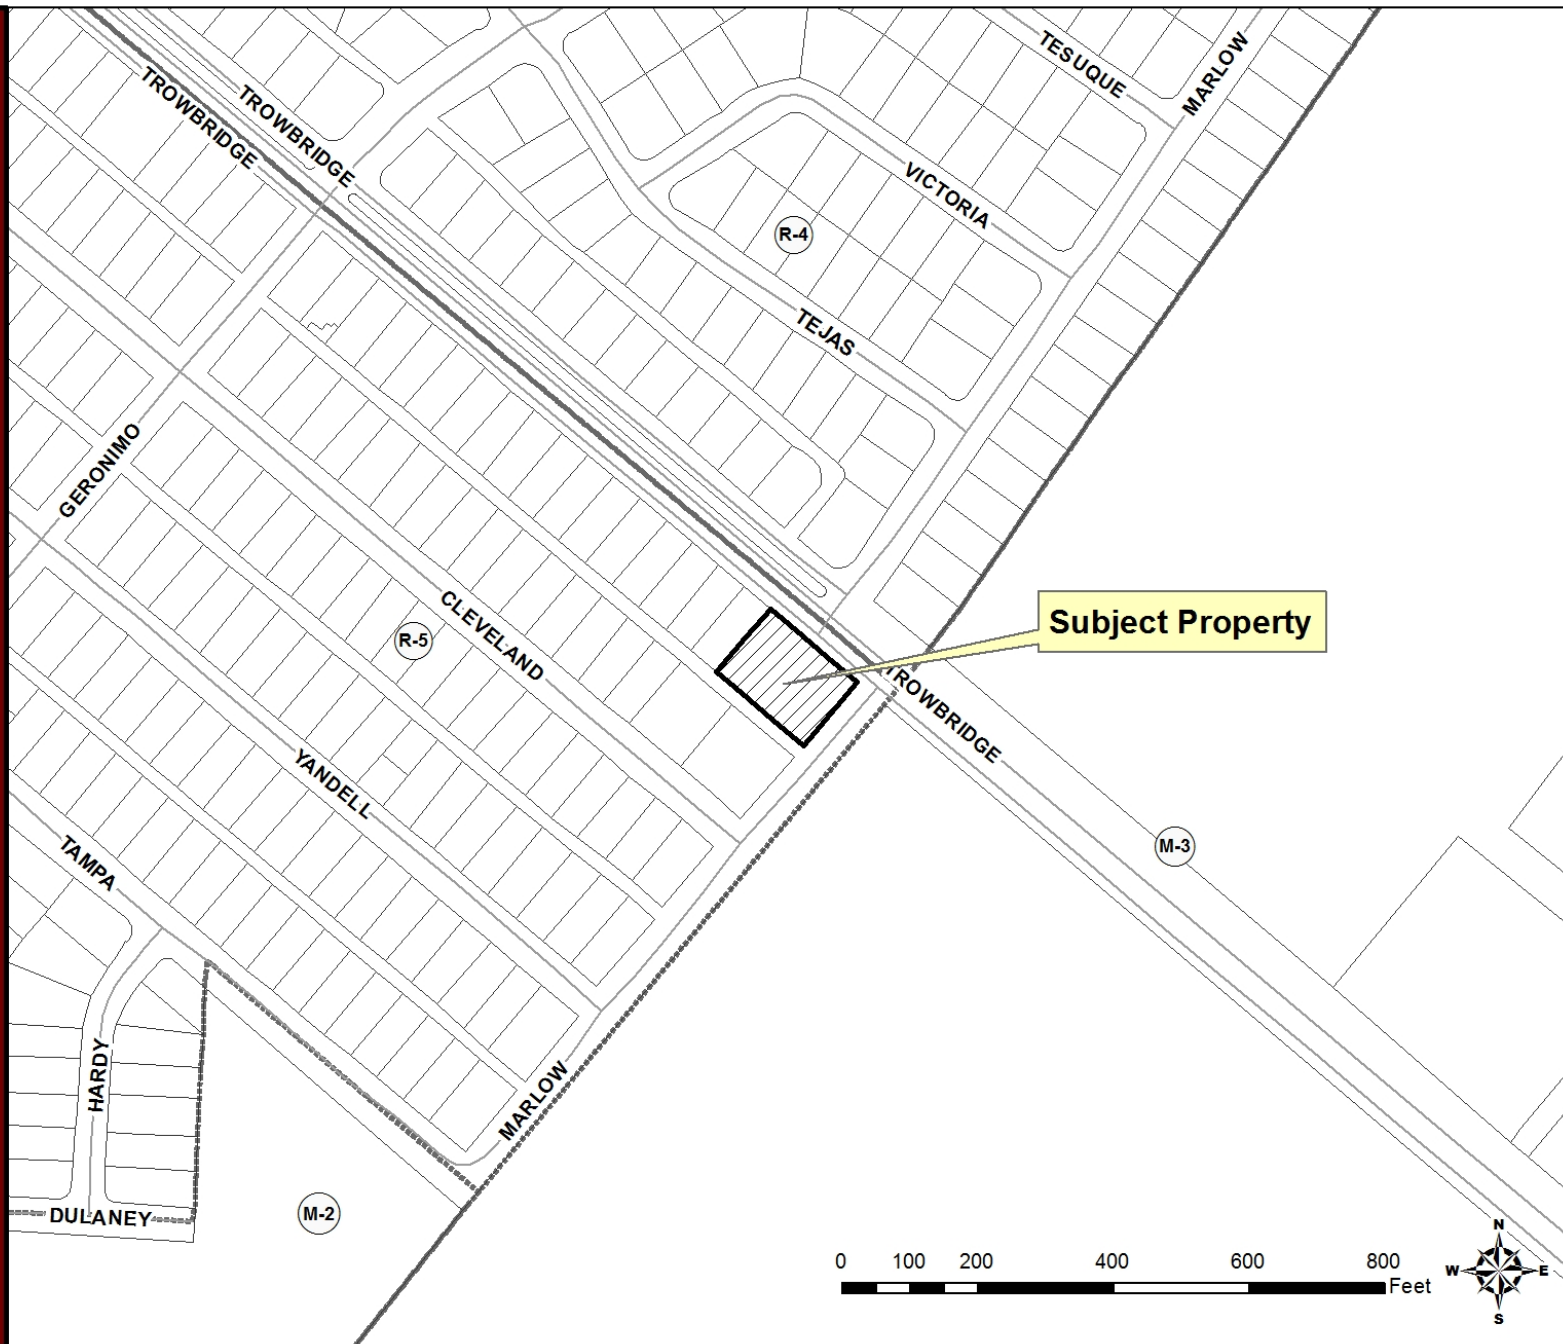 TESUQUE
MARLOW
TROWBRIDGE
TROWBRIDGE
VICTORIA
R-4
TEJAS
GERONIMO
CLEVELAND
R-5
Subject Property
TROWBRIDGE
YANDELL
TAMPA
M-3
HARDY
MARLOW
DULANEY
M-2
0 100 200 400 600 800
Feet
N
W E
S